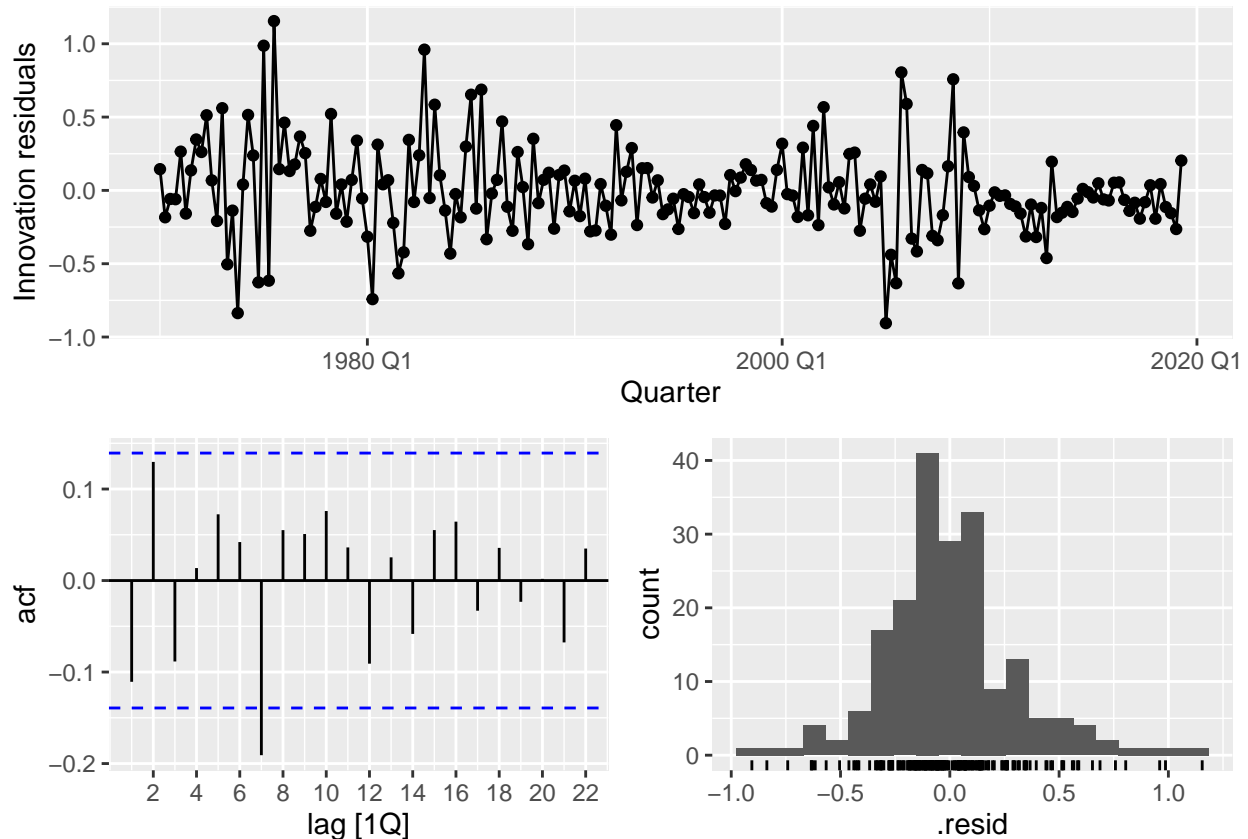 Innovation residuals
1.0
0.5
0.0
−0.5
−1.0
1980 Q1 2000 Q1 2020 Q1
Quarter
acf
0.1
0.0
−0.1
−0.2
2 4 6 8 10 12 14 16 18 20 22
lag [1Q]
count
40
30
20
10
0
−1.0 −0.5 0.0 0.5 1.0
.resid